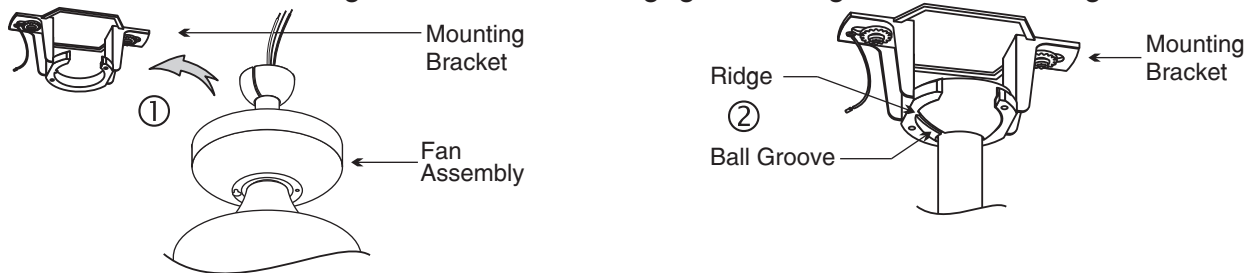 Mounting
Bracket
①
Fan
Assembly
Ridge
②
Ball Groove
Mounting
Bracket